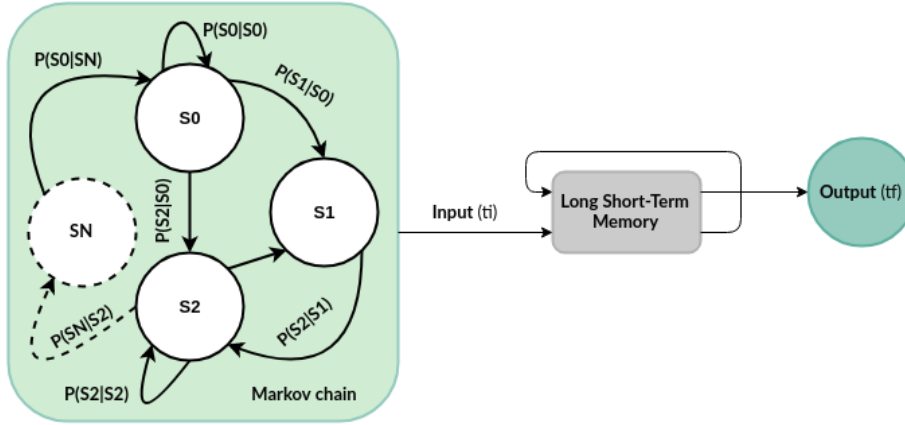 P(S0|S0)
P(S0|SN)
P(S1|S0)
S0
P(S2|S0)
S1
SN
Input (ti)
Long Short-Term
Memory
Output (tf)
S2
P(SN|S2)
P(S2|S1)
P(S2|S2)
Markov chain